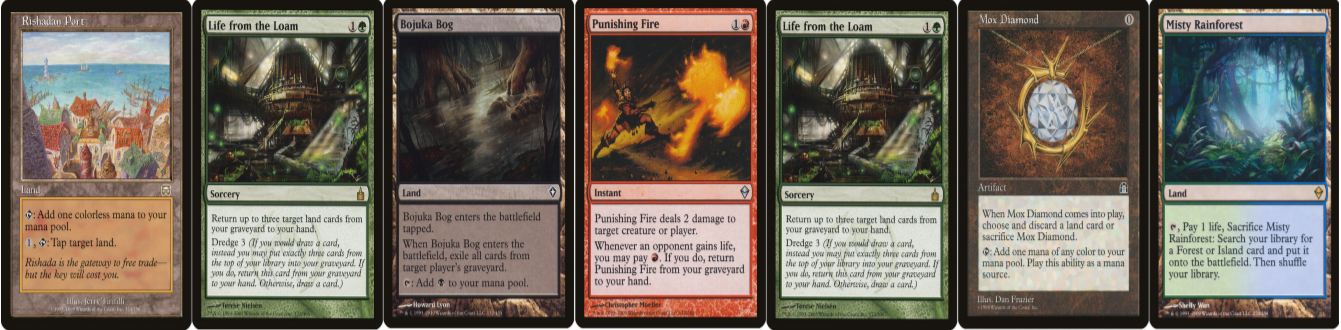 Rishadan Port
Land
: Add one colorless mana to your
mana pool.
1, : Tap target land.
Rishada is the gateway to free trade—
but the key will cost you.
Illus. Jerry Tiritilli
Life from the Loam
1
Sorcery
Return up to three target land cards from
your graveyard to your hand.
Dredge 3 (If you would draw a card,
instead you may put exactly three cards
from the top of your library into your graveyard. If
you do, return this card from your graveyard
to your hand. Otherwise, draw a card.)
Terese Nielsen
Bojuka Bog
Land
Bojuka Bog enters the battlefield
tapped.
When Bojuka Bog enters the
battlefield, exile all cards from
target player's graveyard.
: Add to your mana pool.
Howard Lyon
Punishing Fire
1
Instant
Punishing Fire deals 2 damage to
target creature or player.
Whenever an opponent gains life,
you may pay . If you do, return
Punishing Fire from your graveyard
to your hand.
Christopher Moeller
Life from the Loam
1
Sorcery
Return up to three target land cards from
your graveyard to your hand.
Dredge 3 (If you would draw a card,
instead you may put exactly three cards
from the top of your library into your graveyard. If
you do, return this card from your graveyard
to your hand. Otherwise, draw a card.)
Terese Nielsen
Mox Diamond
0
Artifact
When Mox Diamond comes into play,
choose and discard a land card or
sacrifice Mox Diamond.
: Add one mana of any color to your
mana pool. Play this ability as a mana
source.
Illus. Dan Frazier
Misty Rainforest
Land
, Pay 1 life, Sacrifice Misty
Rainforest: Search your library for
a Forest or Island card and put it
onto the battlefield. Then shuffle
your library.
Shelly Wan